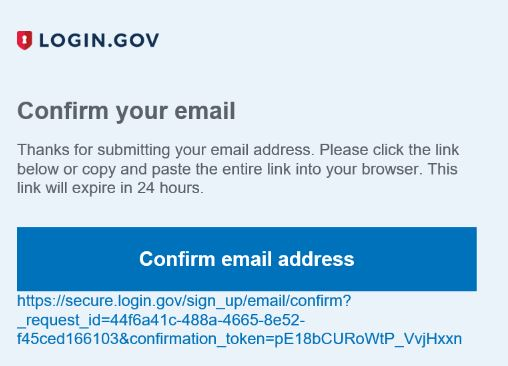 LOGIN.GOV
Confirm your email
Thanks for submitting your email address. Please click the link
below or copy and paste the entire link into your browser. This
link will expire in 24 hours.
Confirm email address
https://secure.login.gov/sign_up/email/confirm?
_request_id=44f6a41c-488a-4665-8e52-
f45ced166103&confirmation_token=pE18bCURoWtP_VvjHxxn